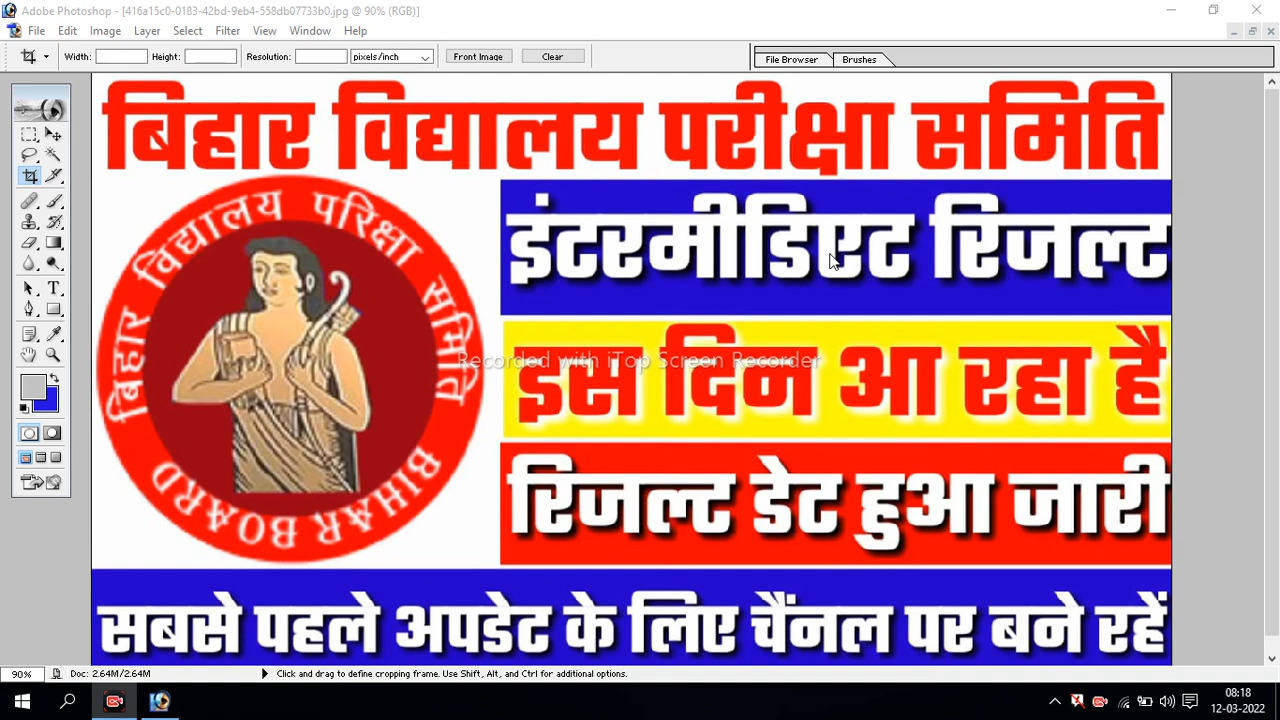 Adobe Photoshop - [416a15c0-0183-42bd-9eb4-558db07733b0.jpg @ 90% (RGB)]
File Edit Image Layer Select Filter View Window Help
Width: Height: Resolution: pixels/inch Front Image Clear File Browser Brushes
बिहार विद्यालय परीक्षा समिति
बिहार विद्यालय परिक्षा समिति
BIHAR BOARD
इंटरमीडिएट रिजल्ट
Recorded with iTop Screen Recorder
इस दिन आ रहा है
रिजल्ट डेट हुआ जारी
सबसे पहले अपडेट के लिए चैंनल पर बने रहें
90% Doc: 2.64M/2.64M Click and drag to define cropping frame. Use Shift, Alt, and Ctrl for additional options.
08:18
12-03-2022